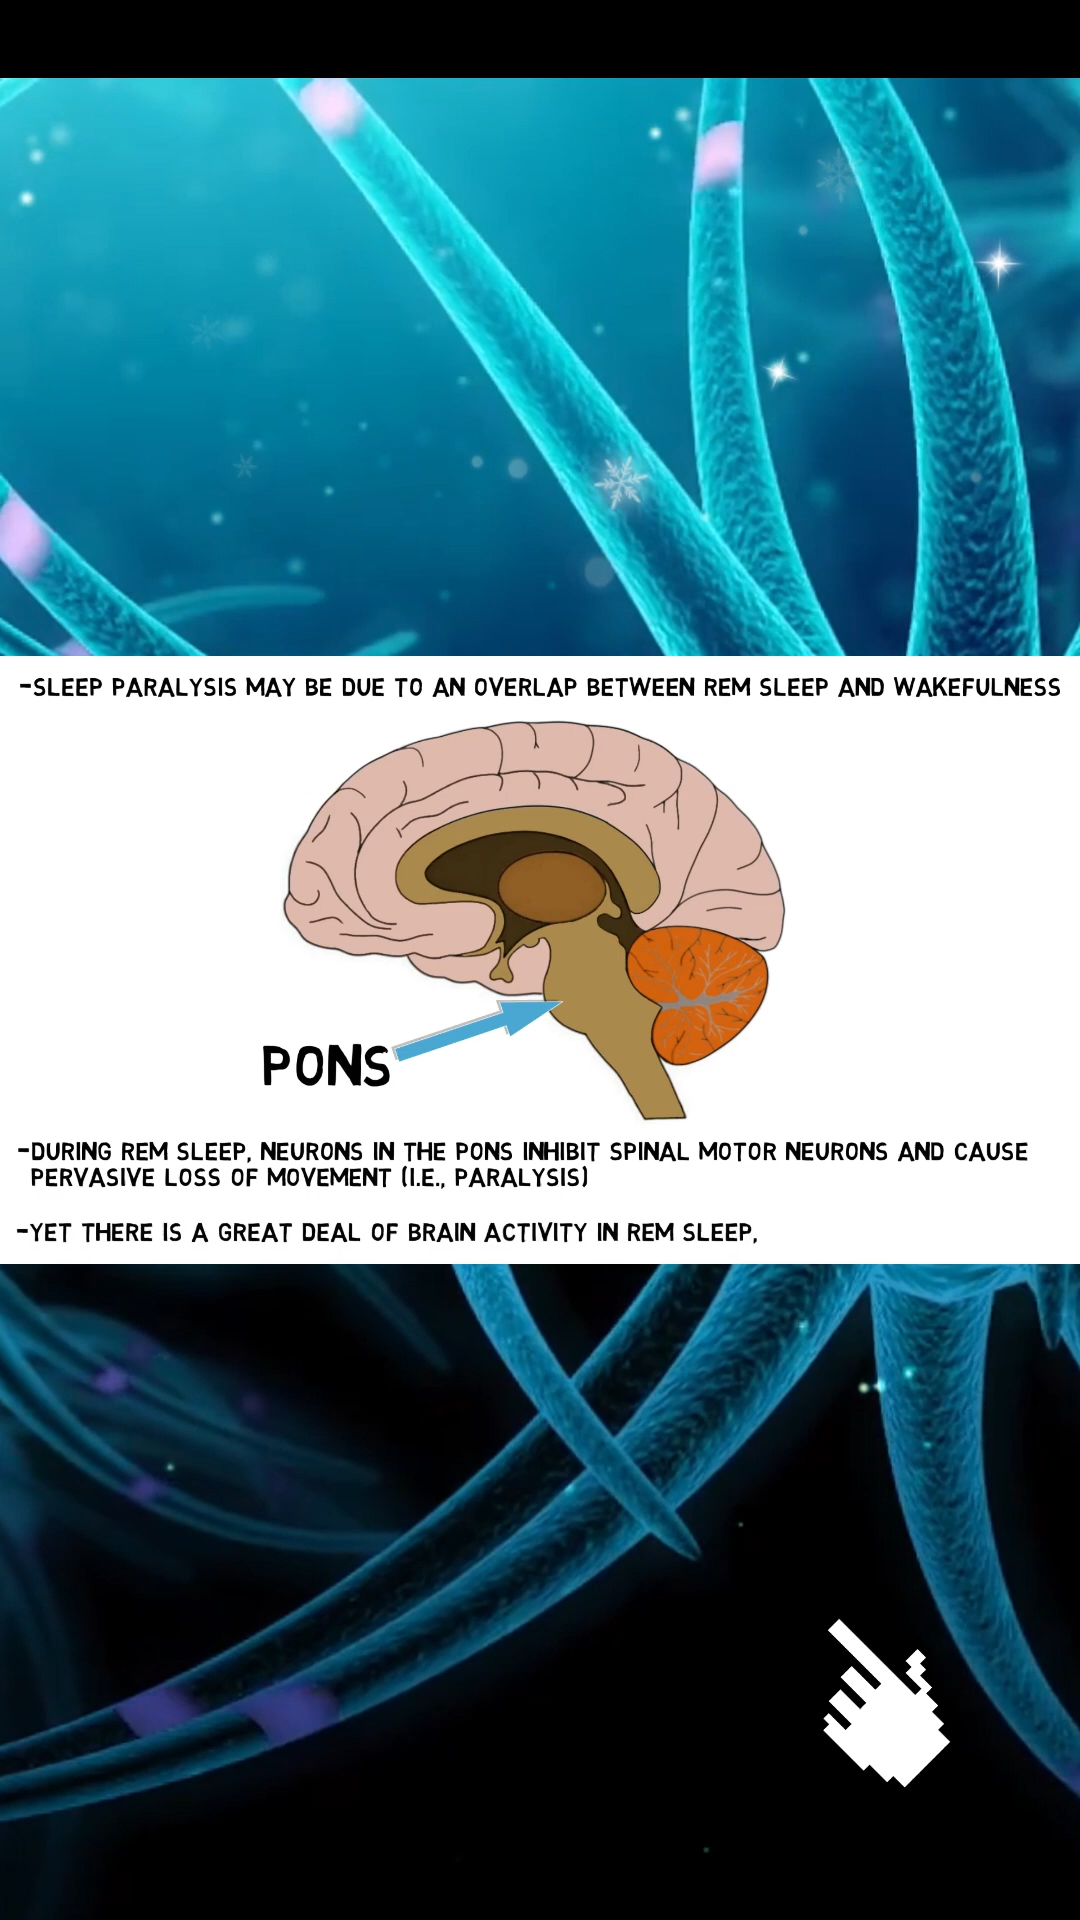 -SLEEP PARALYSIS MAY BE DUE TO AN OVERLAP BETWEEN REM SLEEP AND WAKEFULNESS
PONS
-DURING REM SLEEP, NEURONS IN THE PONS INHIBIT SPINAL MOTOR NEURONS AND CAUSE
PERVASIVE LOSS OF MOVEMENT (I.E., PARALYSIS)
-YET THERE IS A GREAT DEAL OF BRAIN ACTIVITY IN REM SLEEP,